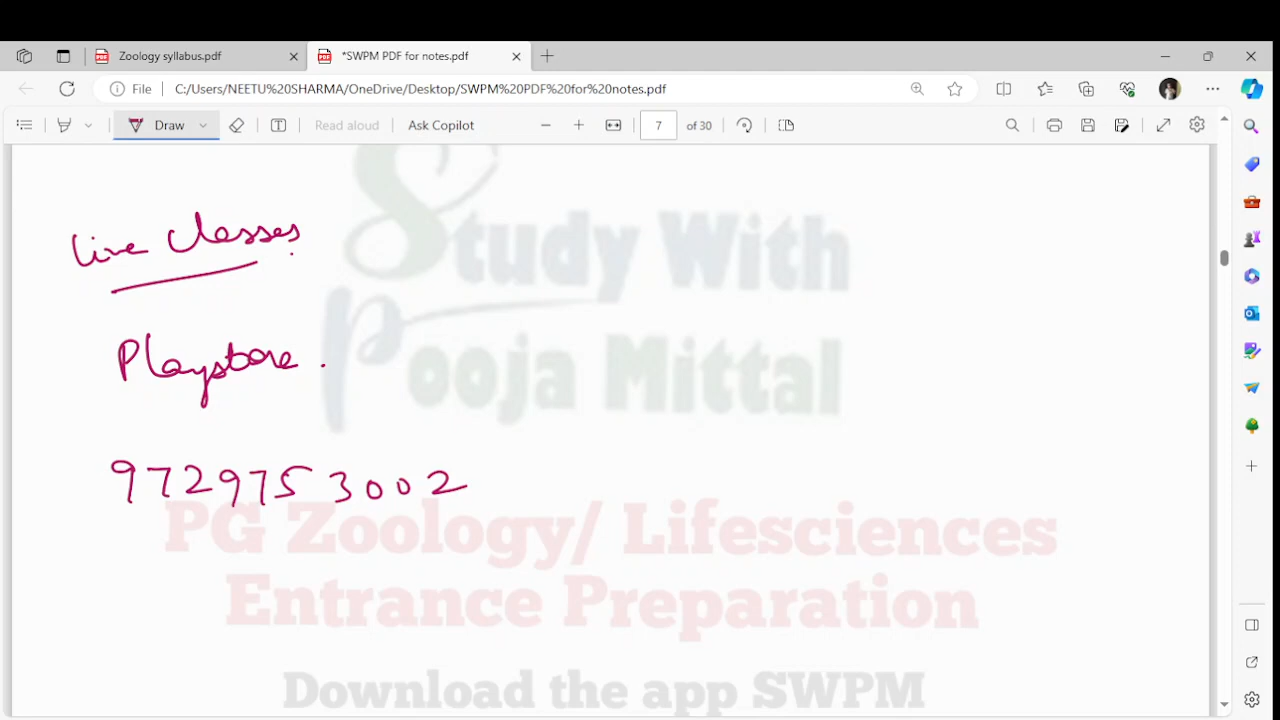 Zoology syllabus.pdf
*SWPM PDF for notes.pdf
File
C:/Users/NEETU%20SHARMA/OneDrive/Desktop/SWPM%20PDF%20for%20notes.pdf
Draw
Read aloud
Ask Copilot
7
of 30
Study With
Pooja Mittal
Live Classes
Playstore.
9729753002
PG Zoology/ Lifesciences
Entrance Preparation
Download the app SWPM